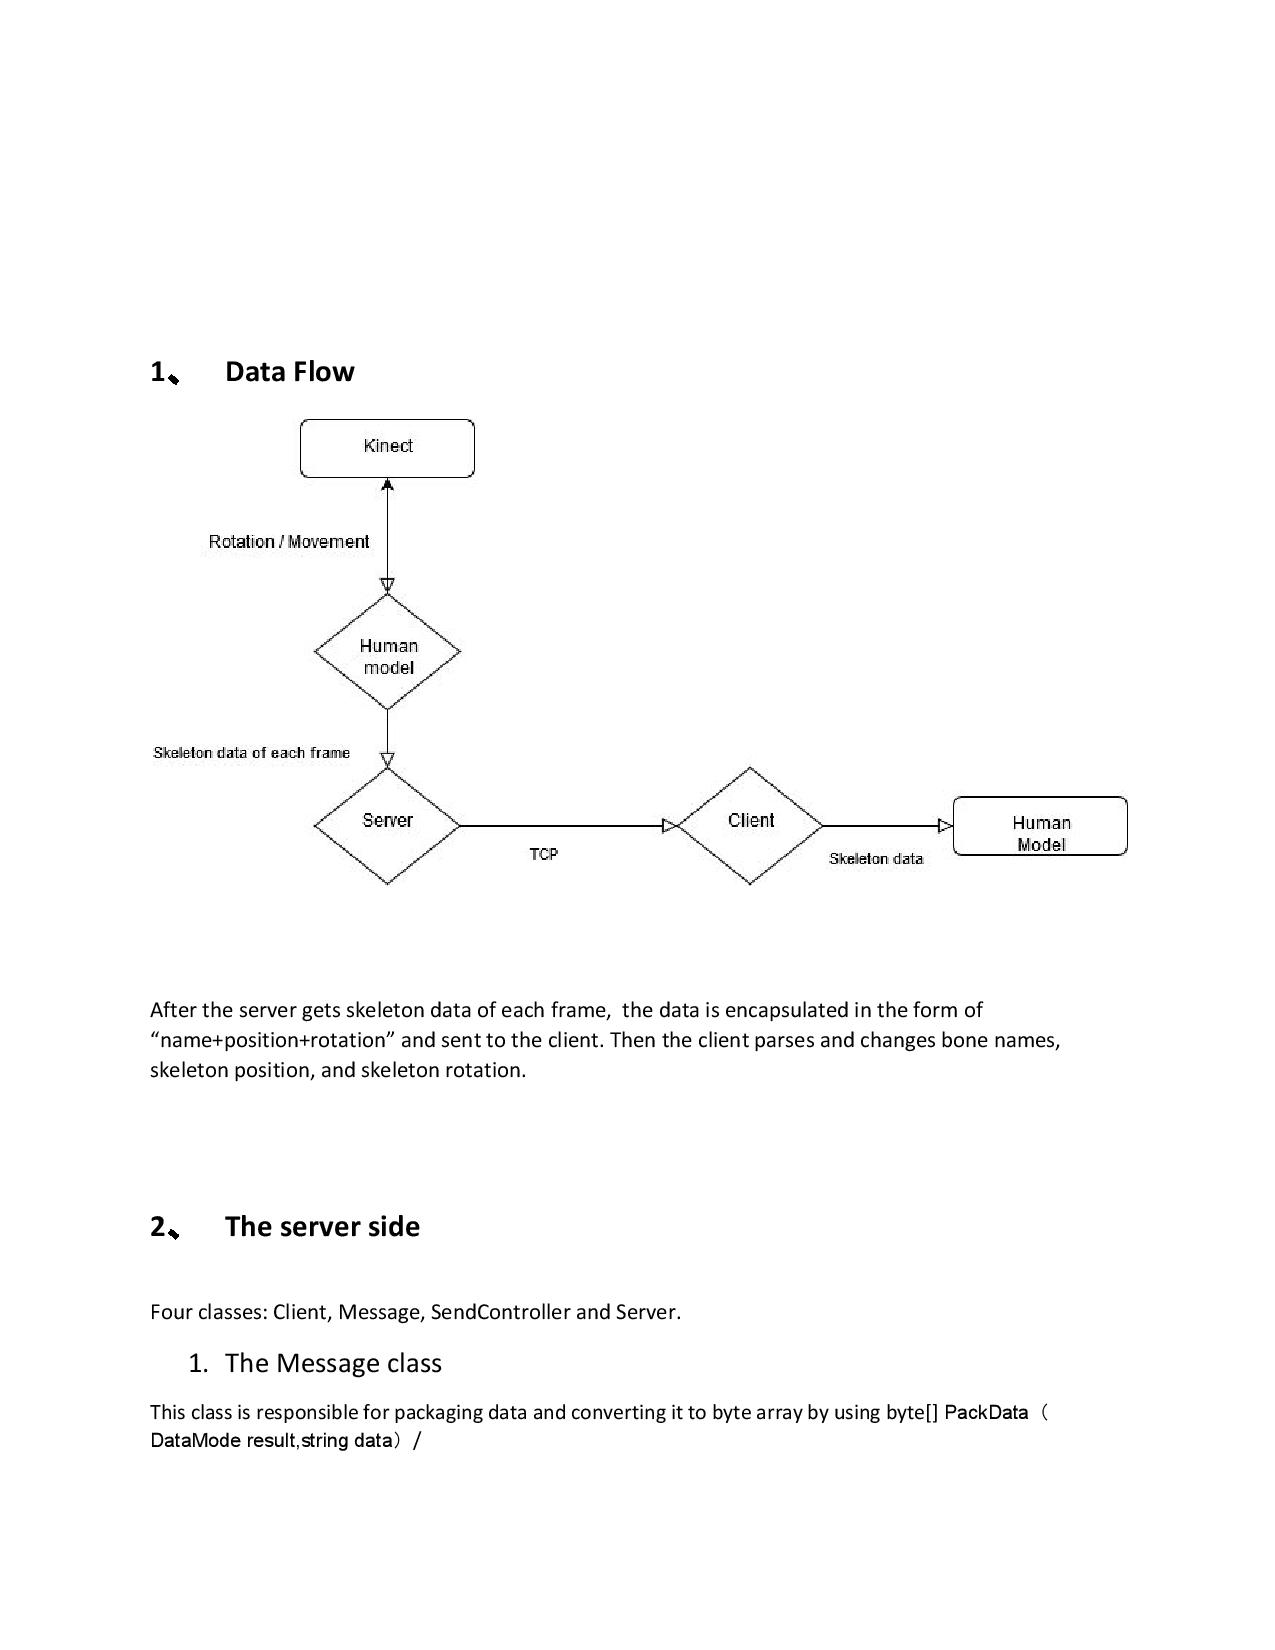 1、 Data Flow
Kinect
Rotation / Movement
Human
model
Skeleton data of each frame
Server
TCP
Client
Skeleton data
Human
Model
After the server gets skeleton data of each frame,  the data is encapsulated in the form of
“name+position+rotation” and sent to the client. Then the client parses and changes bone names,
skeleton position, and skeleton rotation.
2、 The server side
Four classes: Client, Message, SendController and Server.
1. The Message class
This class is responsible for packaging data and converting it to byte array by using byte[] PackData（
DataMode result,string data）/